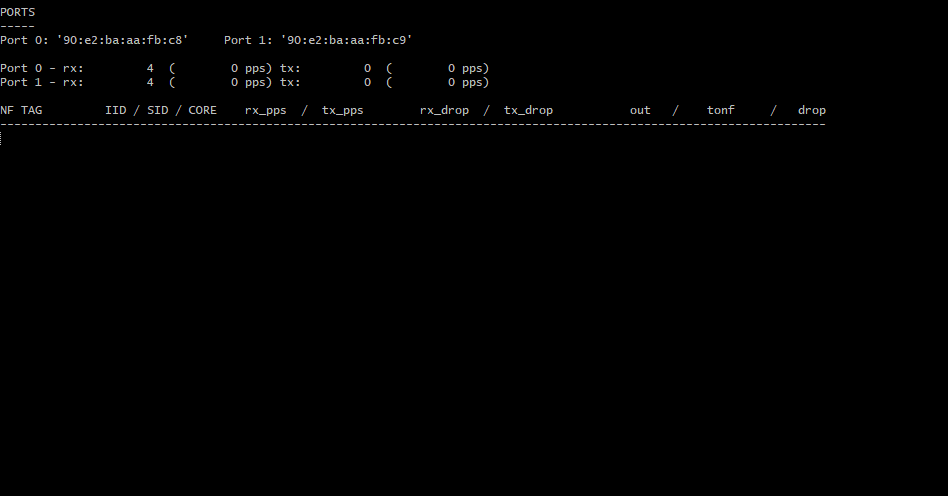 PORTS
-----
Port 0: '90:e2:ba:aa:fb:c8'     Port 1: '90:e2:ba:aa:fb:c9'
Port 0 - rx:         4  (        0 pps) tx:         0  (        0 pps)
Port 1 - rx:         4  (        0 pps) tx:         0  (        0 pps)
NF TAG         IID / SID / CORE    rx_pps  /  tx_pps        rx_drop  /  tx_drop           out   /    tonf     /   drop
----------------------------------------------------------------------------------------------------------------------